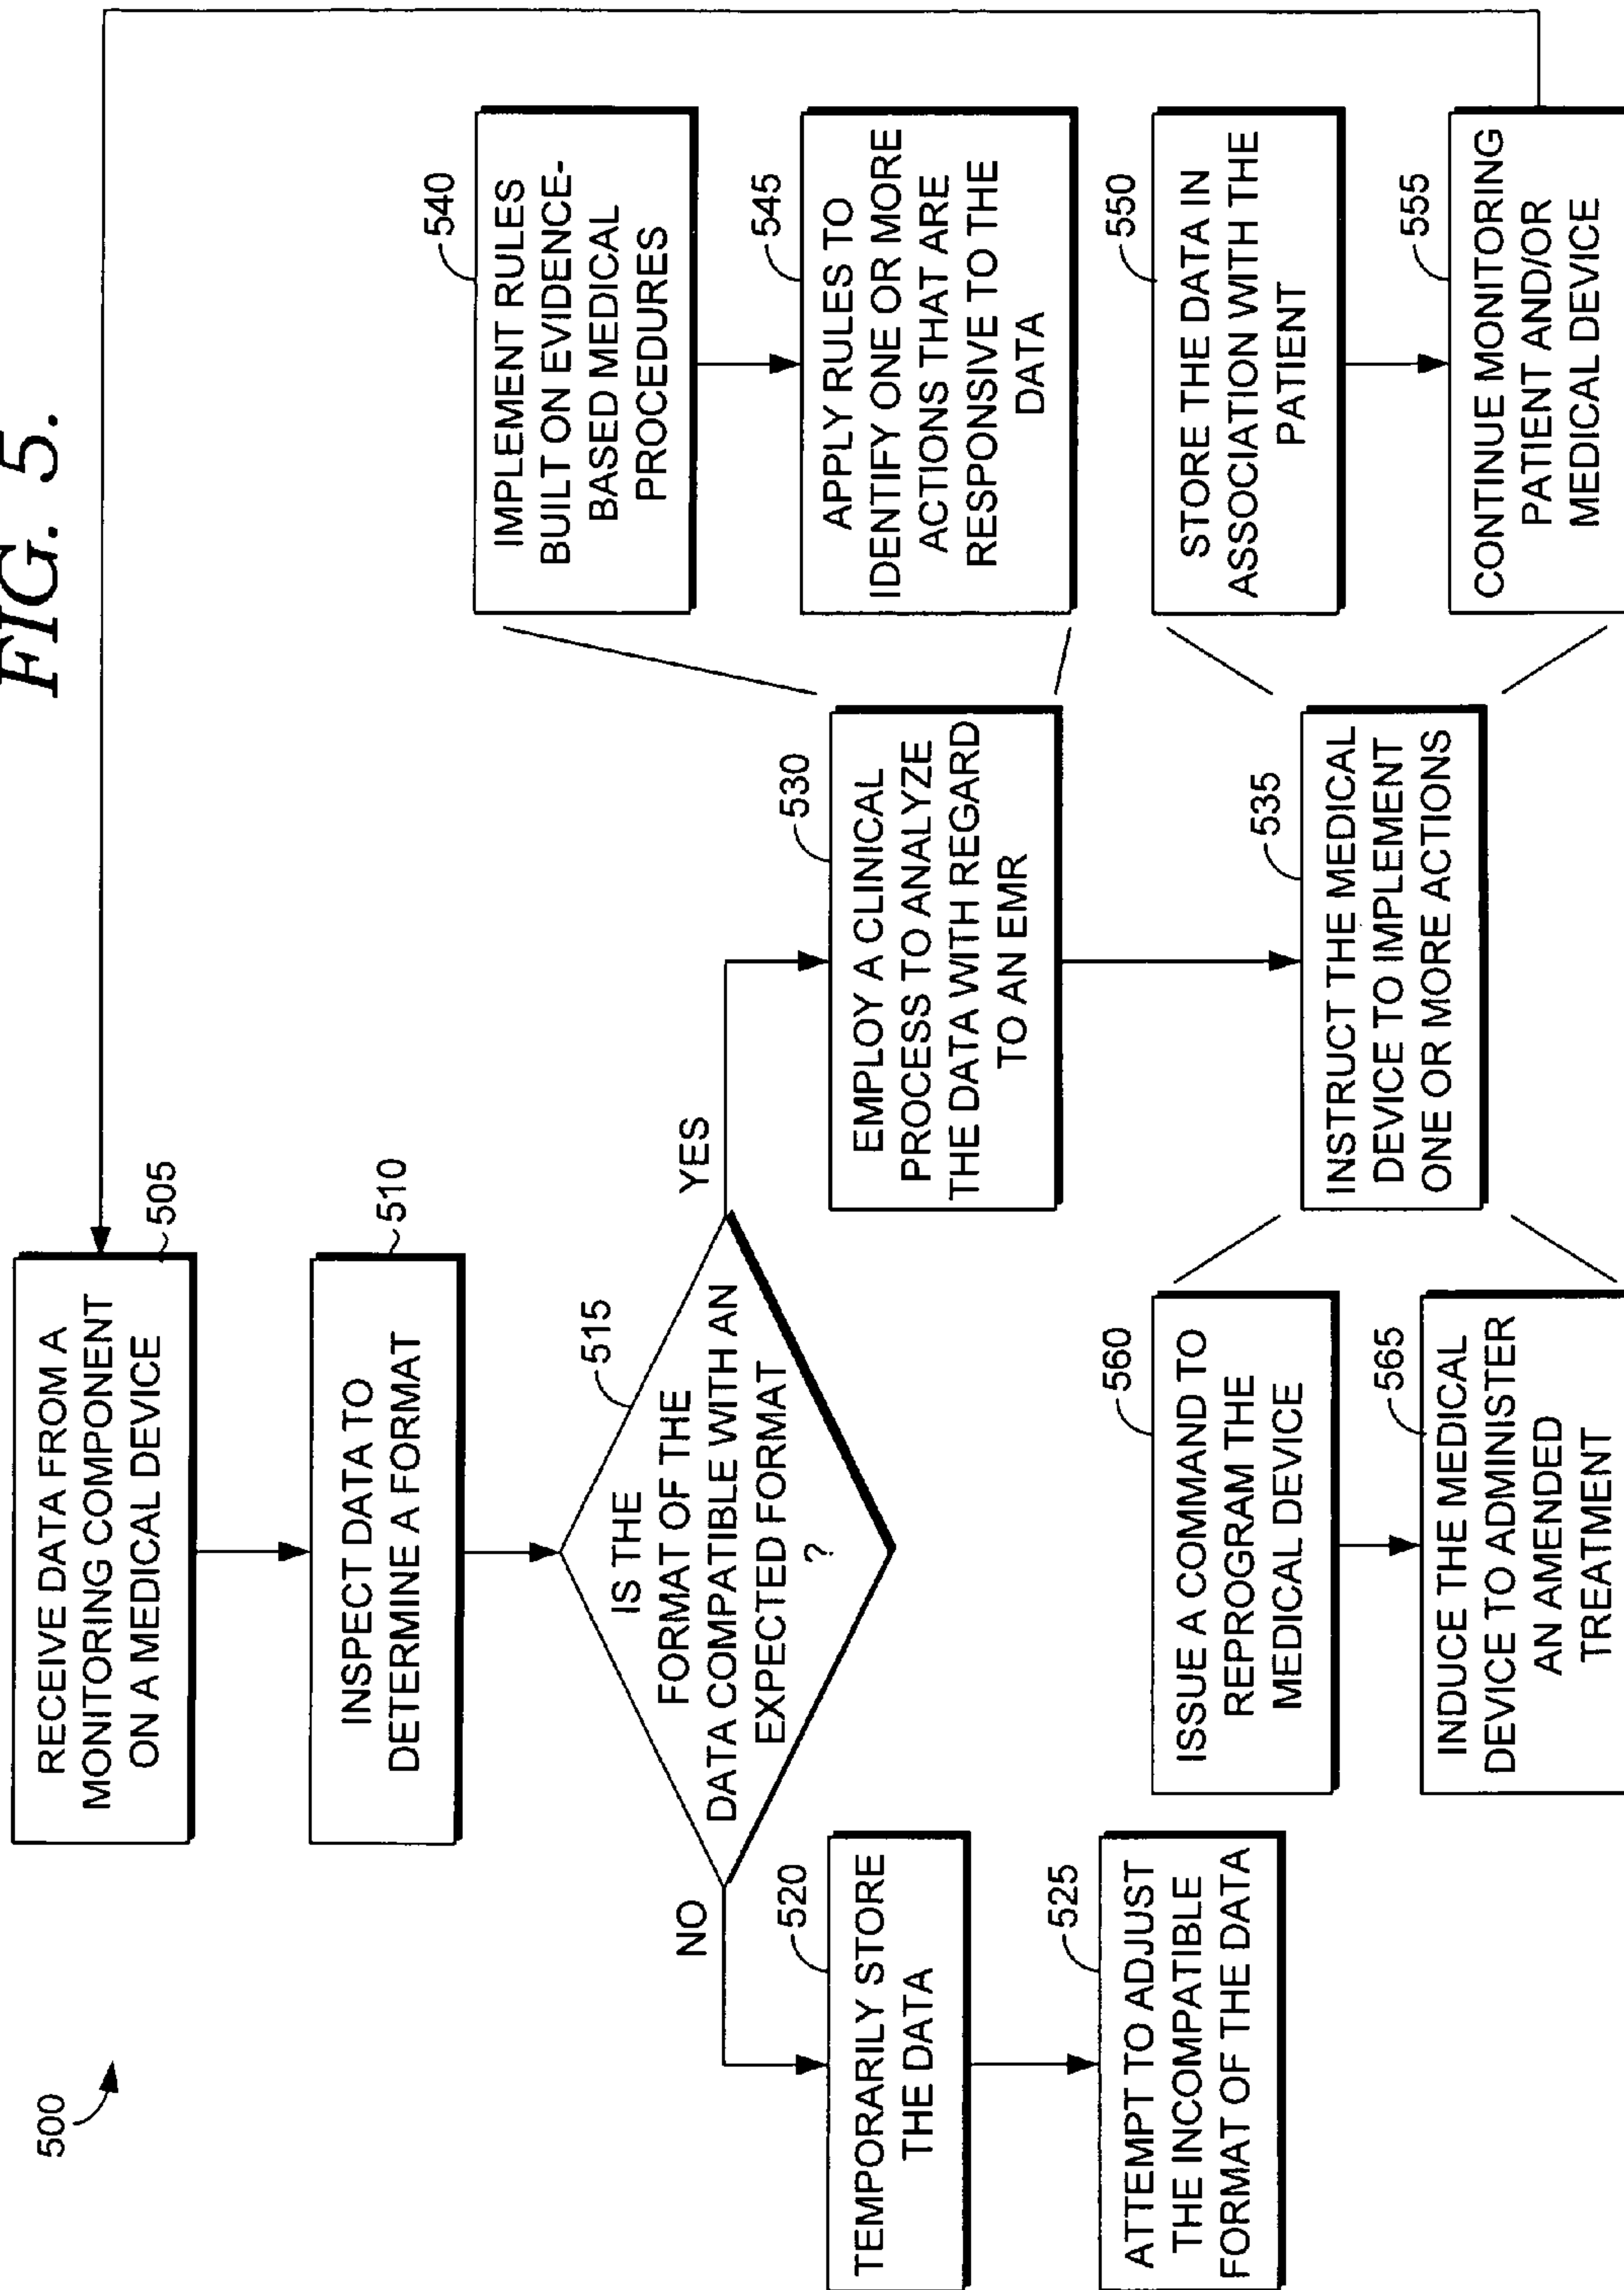 FIG. 5.
500
RECEIVE DATA FROM A
MONITORING COMPONENT
ON A MEDICAL DEVICE
505
INSPECT DATA TO
DETERMINE A FORMAT
510
IS THE
FORMAT OF THE
DATA COMPATIBLE WITH AN
EXPECTED FORMAT
?
515
NO
YES
520
TEMPORARILY STORE
THE DATA
525
ATTEMPT TO ADJUST
THE INCOMPATIBLE
FORMAT OF THE DATA
530
EMPLOY A CLINICAL
PROCESS TO ANALYZE
THE DATA WITH REGARD
TO AN EMR
535
INSTRUCT THE MEDICAL
DEVICE TO IMPLEMENT
ONE OR MORE ACTIONS
540
IMPLEMENT RULES
BUILT ON EVIDENCE-
BASED MEDICAL
PROCEDURES
545
APPLY RULES TO
IDENTIFY ONE OR MORE
ACTIONS THAT ARE
RESPONSIVE TO THE
DATA
550
STORE THE DATA IN
ASSOCIATION WITH THE
PATIENT
555
CONTINUE MONITORING
PATIENT AND/OR
MEDICAL DEVICE
560
ISSUE A COMMAND TO
REPROGRAM THE
MEDICAL DEVICE
565
INDUCE THE MEDICAL
DEVICE TO ADMINISTER
AN AMENDED
TREATMENT